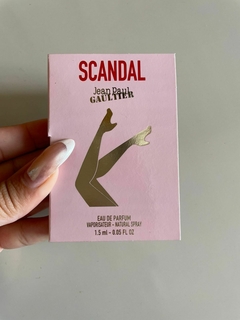 SCANDAL
Jean Paul
GAULTIER
EAU DE PARFUM
VAPORISATEUR • NATURAL SPRAY
1.5 ml - 0.05 FL OZ